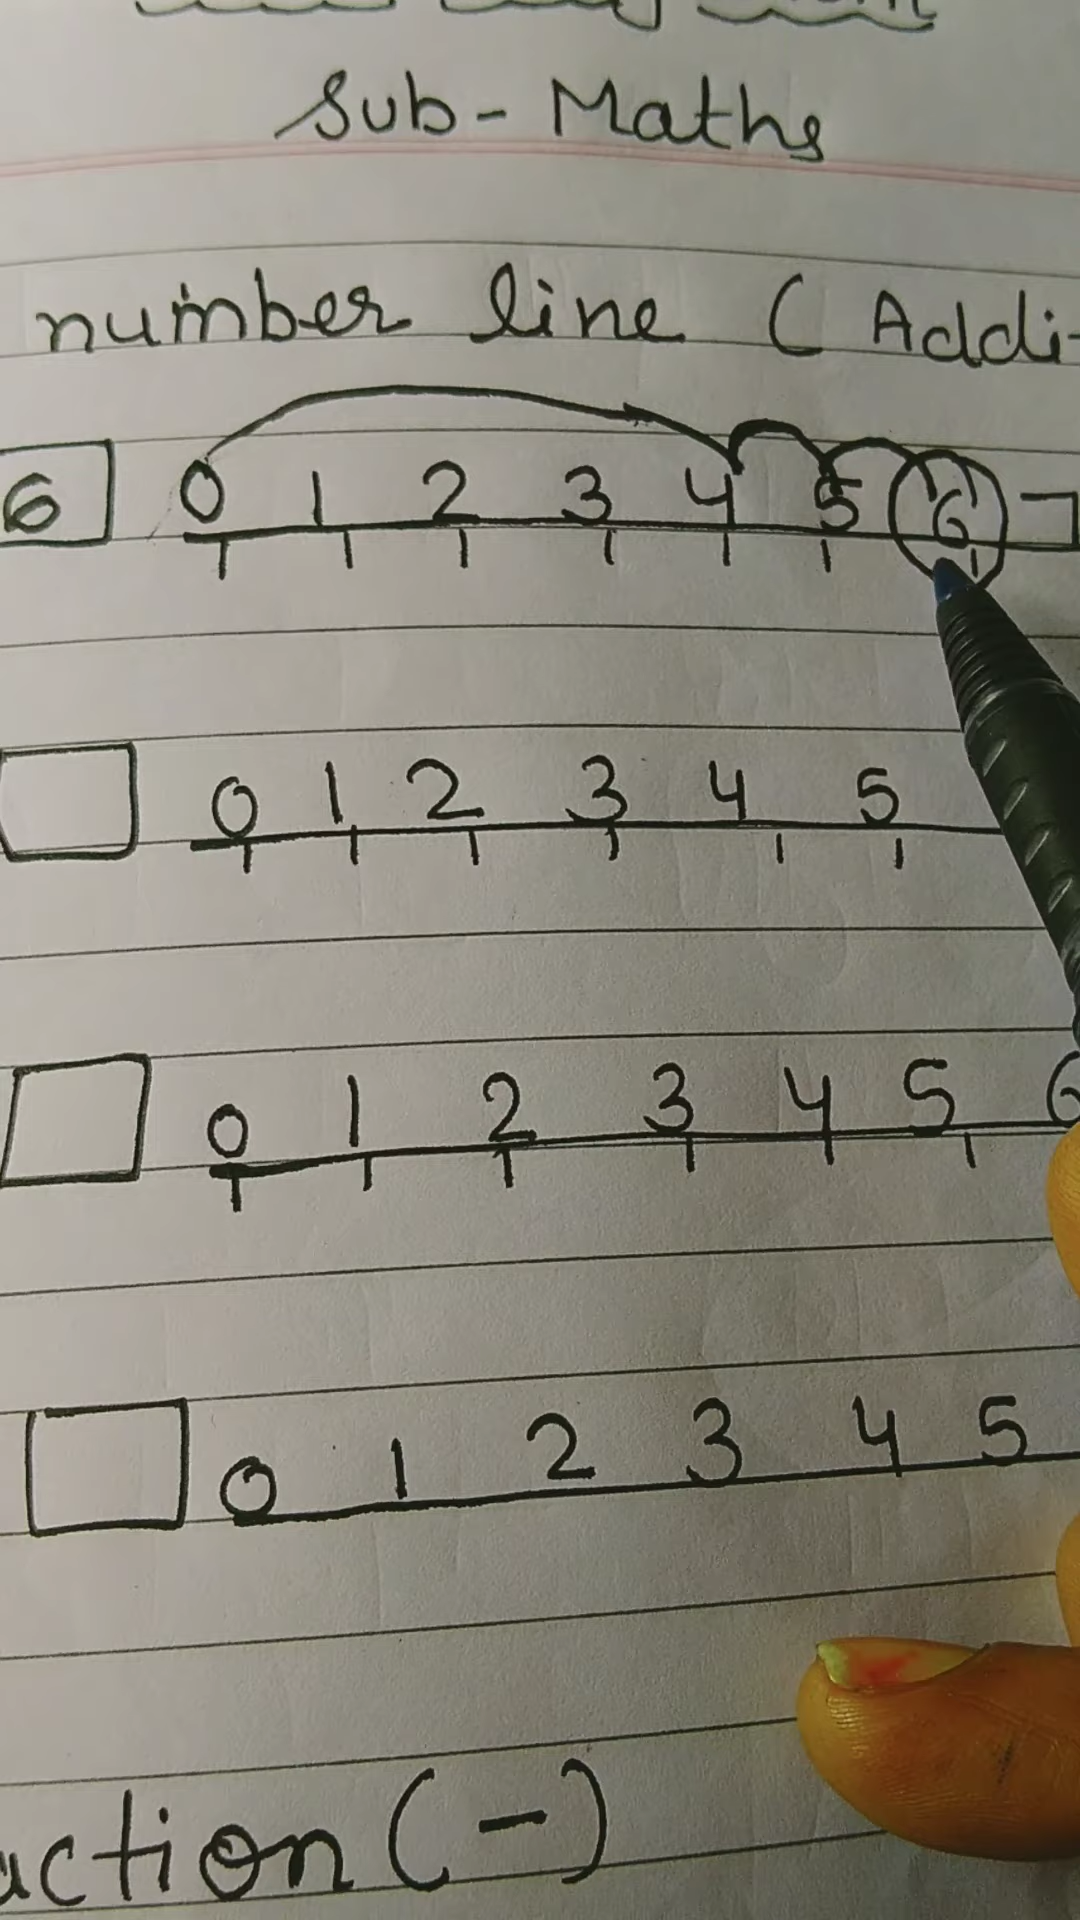 Sub- Maths
number line ( Addi-
6 0 1 2 3 4 5 6 7
0 1 2 3 4 5
0 1 2 3 4 5 6
0 1 2 3 4 5
action (-)